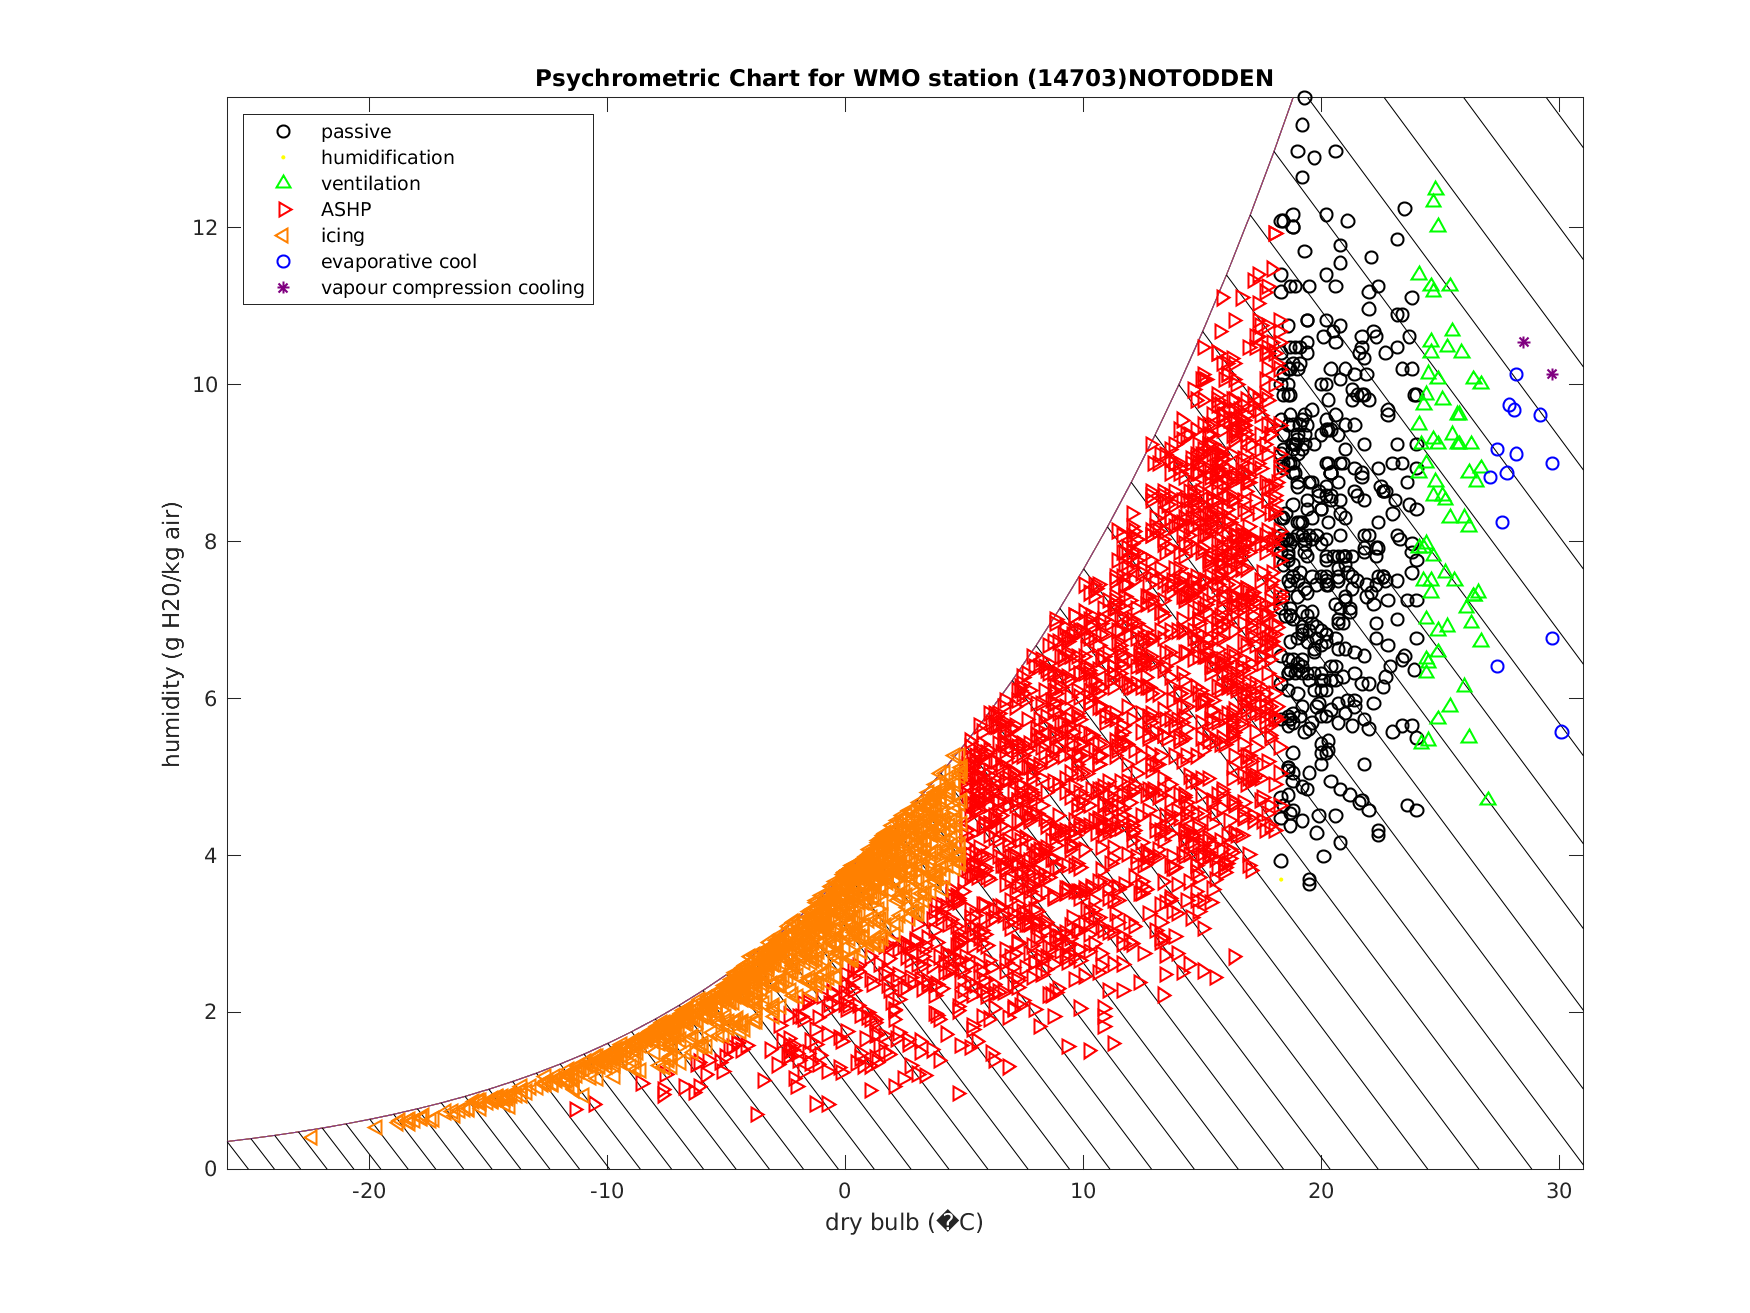 Psychrometric Chart for WMO station (14703)NOTODDEN
passive
humidification
ventilation
ASHP
icing
evaporative cool
vapour compression cooling
12
10
8
6
4
2
0
humidity (g H20/kg air)
-20
-10
0
10
20
30
dry bulb (�C)